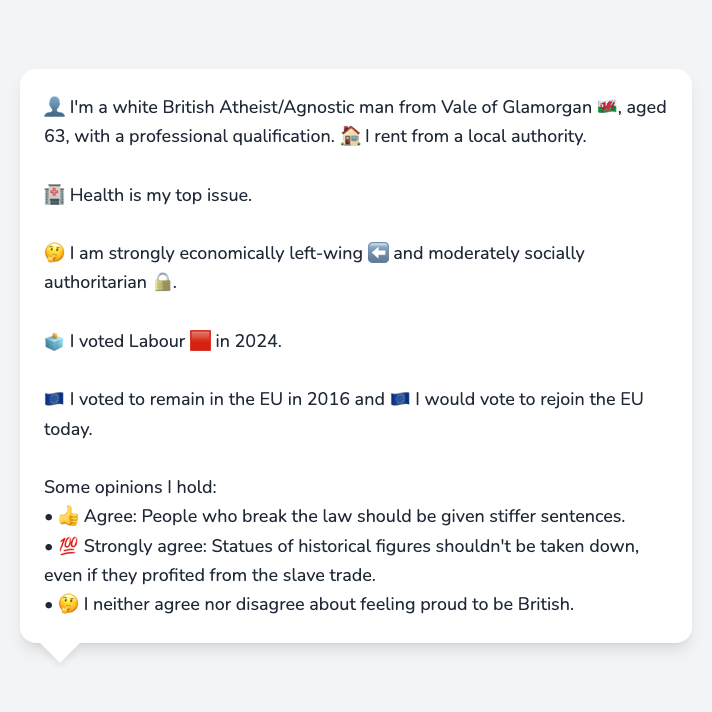 👤 I'm a white British Atheist/Agnostic man from Vale of Glamorgan 🏴󠁧󠁢󠁷󠁬󠁳󠁿, aged
63, with a professional qualification. 🏠 I rent from a local authority.
🏥 Health is my top issue.
🤔 I am strongly economically left-wing ⬅️ and moderately socially
authoritarian 🔒.
🗳️ I voted Labour 🟥 in 2024.
🇪🇺 I voted to remain in the EU in 2016 and 🇪🇺 I would vote to rejoin the EU
today.
Some opinions I hold:
• 👍 Agree: People who break the law should be given stiffer sentences.
• 💯 Strongly agree: Statues of historical figures shouldn't be taken down,
even if they profited from the slave trade.
• 🤔 I neither agree nor disagree about feeling proud to be British.